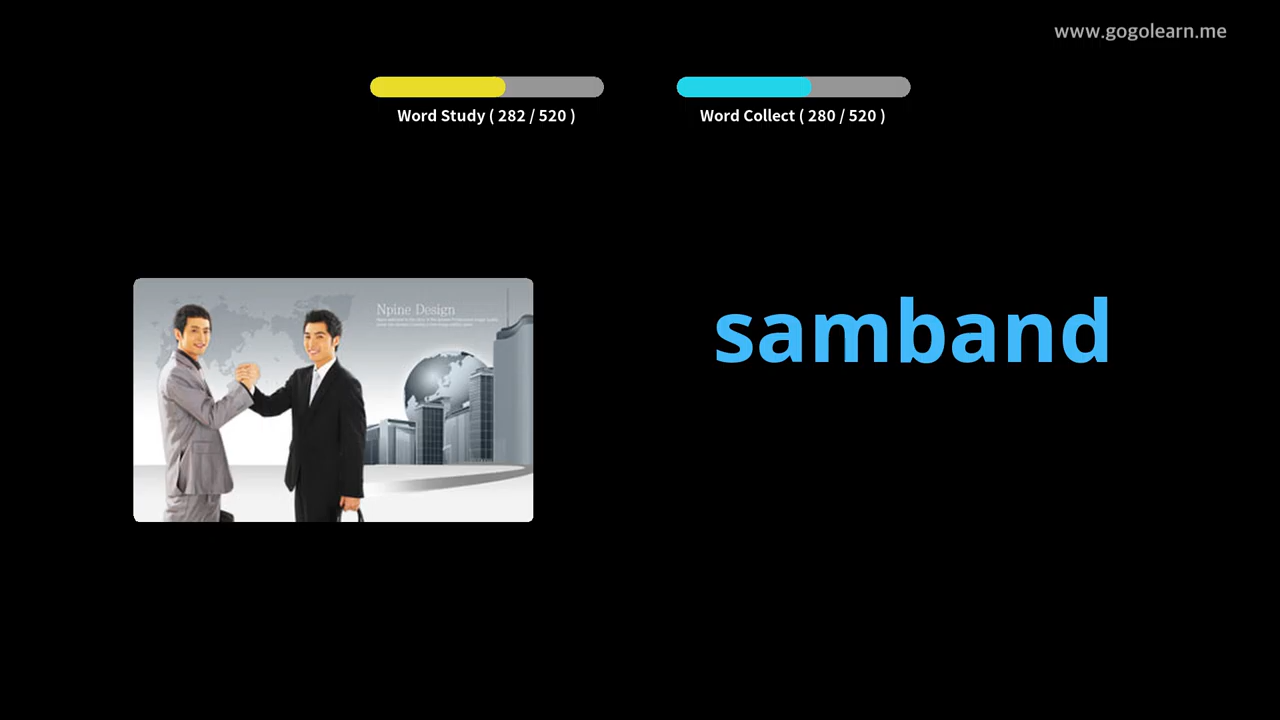 www.gogolearn.me
Word Study ( 282 / 520 )
Word Collect ( 280 / 520 )
Npine Design
samband